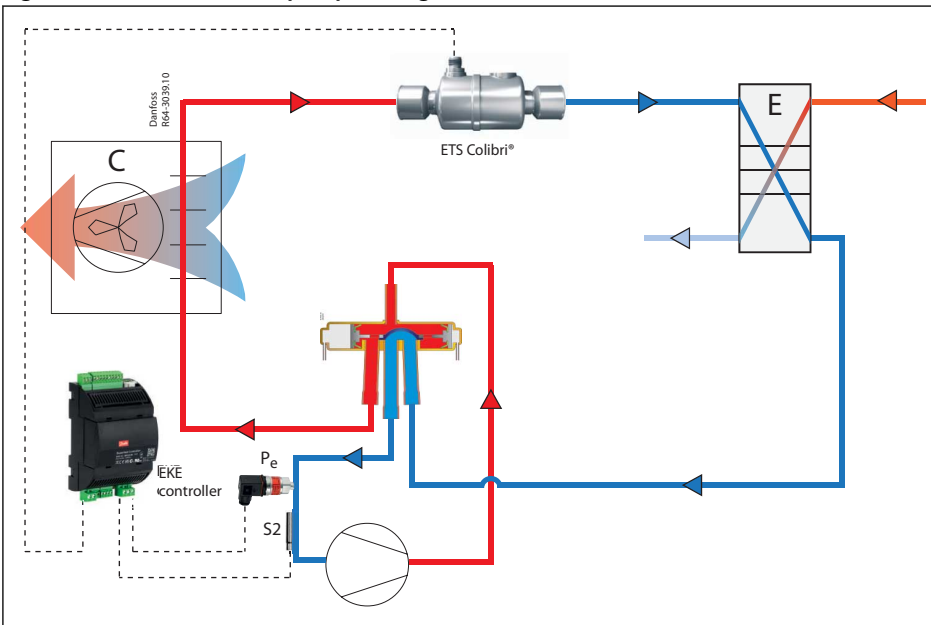 Danfoss
R64-3039.10
C
ETS Colibri®
E
EKE
controller
Pe
S2